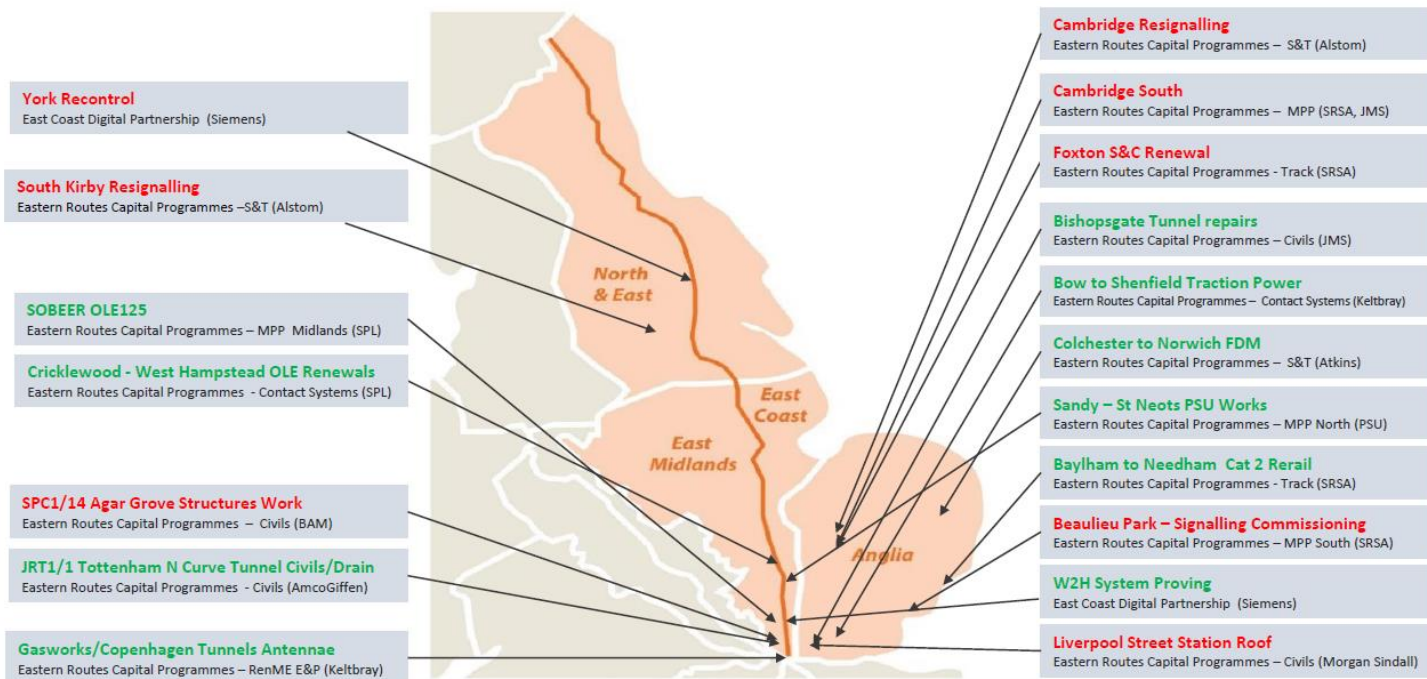 York Recontrol
East Coast Digital Partnership (Siemens)
South Kirby Resignalling
Eastern Routes Capital Programmes –S&T (Alstom)
SOBEER OLE125
Eastern Routes Capital Programmes – MPP Midlands (SPL)
Cricklewood - West Hampstead OLE Renewals
Eastern Routes Capital Programmes - Contact Systems (SPL)
SPC1/14 Agar Grove Structures Work
Eastern Routes Capital Programmes – Civils (BAM)
JRT1/1 Tottenham N Curve Tunnel Civils/Drain
Eastern Routes Capital Programmes - Civils (AmcoGiffen)
Gasworks/Copenhagen Tunnels Antennae
Eastern Routes Capital Programmes – RenME E&P (Keltbray)
North
& East
East
Coast
East
Midlands
Anglia
Cambridge Resignalling
Eastern Routes Capital Programmes – S&T (Alstom)
Cambridge South
Eastern Routes Capital Programmes – MPP (SRSA, JMS)
Foxton S&C Renewal
Eastern Routes Capital Programmes - Track (SRSA)
Bishopsgate Tunnel repairs
Eastern Routes Capital Programmes – Civils (JMS)
Bow to Shenfield Traction Power
Eastern Routes Capital Programmes – Contact Systems (Keltbray)
Colchester to Norwich FDM
Eastern Routes Capital Programmes – S&T (Atkins)
Sandy – St Neots PSU Works
Eastern Routes Capital Programmes – MPP North (PSU)
Baylham to Needham Cat 2 Rerail
Eastern Routes Capital Programmes - Track (SRSA)
Beaulieu Park – Signalling Commissioning
Eastern Routes Capital Programmes – MPP South (SRSA)
W2H System Proving
East Coast Digital Partnership (Siemens)
Liverpool Street Station Roof
Eastern Routes Capital Programmes – Civils (Morgan Sindall)